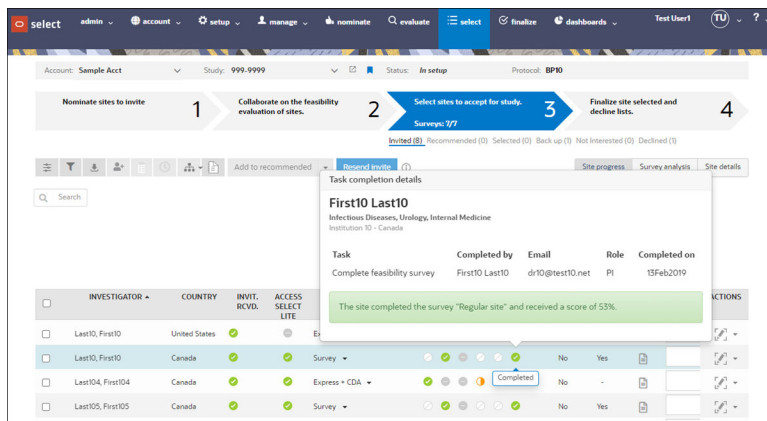 select
admin account setup manage nominate evaluate select finalize dashboards Test User1 TU ?
Account: Sample Acct Study: 999-9999 Status: In setup Protocol: BP10
Nominate sites to invite 1
Collaborate on the feasibility evaluation of sites. 2
Select sites to accept for study. 3
Surveys: 7/7
Finalize site selected and decline lists. 4
Invited (8) Recommended (0) Selected (0) Back up (1) Not Interested (0) Declined (1)
Add to recommended Resend invite Site progress Survey analysis Site details
Search
Task completion details
First10 Last10
Infectious Diseases, Urology, Internal Medicine
Institution 10 - Canada
Task Completed by Email Role Completed on
Complete feasibility survey First10 Last10 dr10@test10.net PI 13Feb2019
The site completed the survey "Regular site" and received a score of 53%.
INVESTIGATOR COUNTRY INVIT. RCVD. ACCESS SELECT LITE ACTIONS
Last10, First10 United States Ex
Last10, First10 Canada Survey No Yes
Completed
Last104, First104 Canada Express + CDA No -
Last105, First105 Canada Survey No Yes